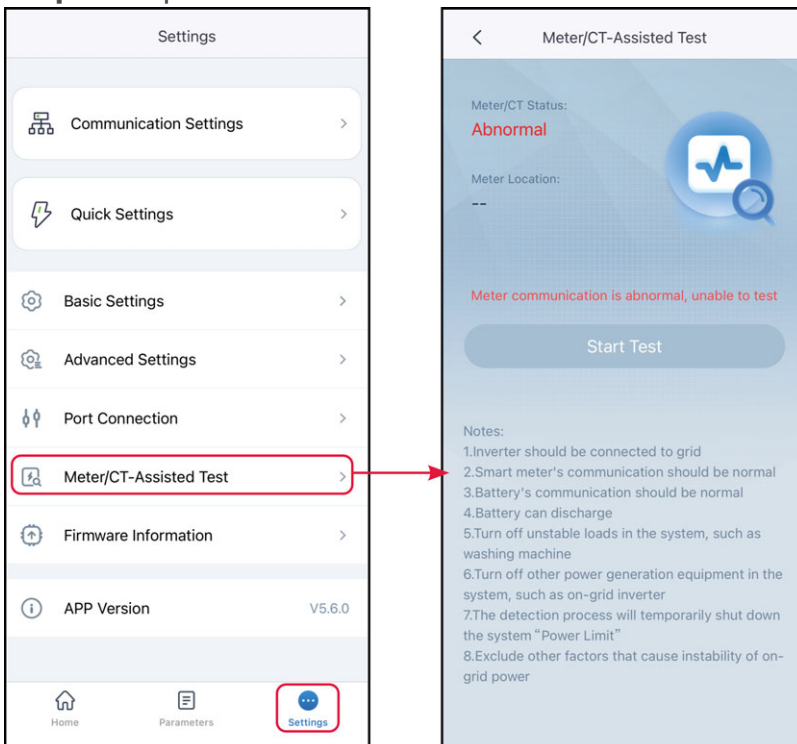 Settings
Communication Settings
Quick Settings
Basic Settings
Advanced Settings
Port Connection
Meter/CT-Assisted Test
Firmware Information
APP Version V5.6.0
Home Parameters Settings
Meter/CT-Assisted Test
Meter/CT Status:
Abnormal
Meter Location:
--
Meter communication is abnormal, unable to test
Start Test
Notes:
1.Inverter should be connected to grid
2.Smart meter's communication should be normal
3.Battery's communication should be normal
4.Battery can discharge
5.Turn off unstable loads in the system, such as
washing machine
6.Turn off other power generation equipment in the
system, such as on-grid inverter
7.The detection process will temporarily shut down
the system “Power Limit”
8.Exclude other factors that cause instability of on-
grid power